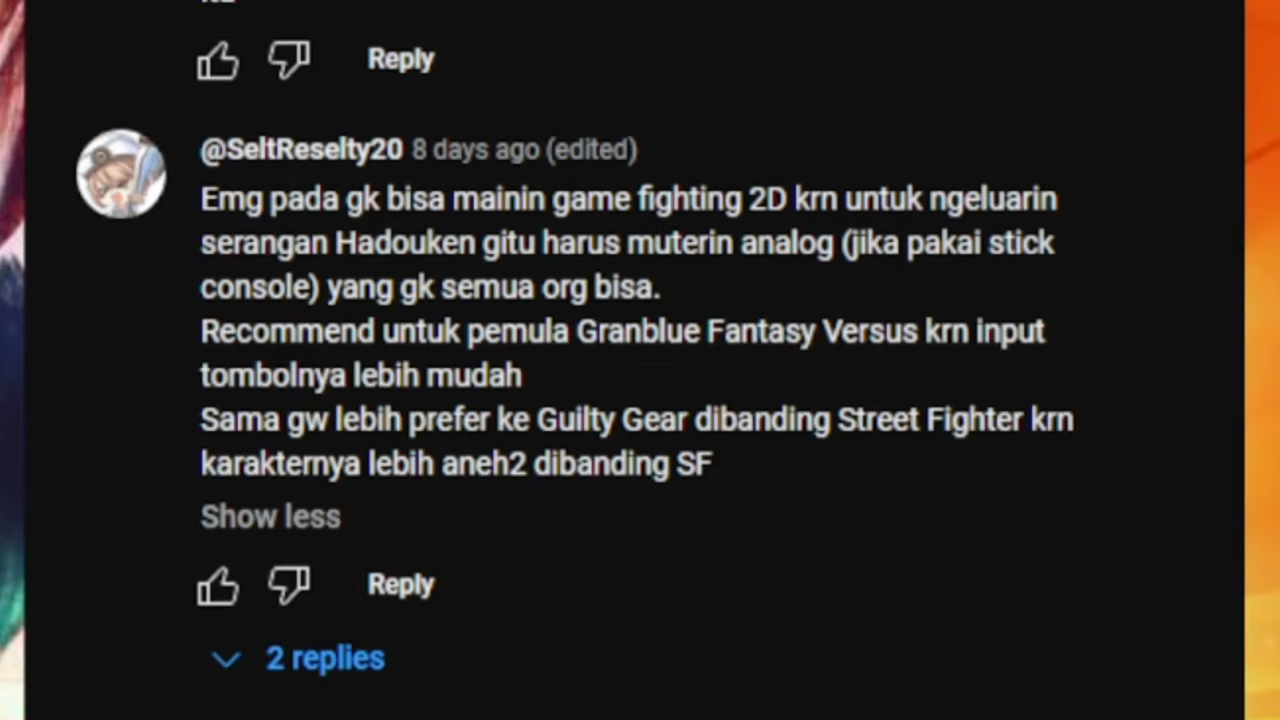 Reply
@SeltReselty20 8 days ago (edited)
Emg pada gk bisa mainin game fighting 2D krn untuk ngeluarin
serangan Hadouken gitu harus muterin analog (jika pakai stick
console) yang gk semua org bisa.
Recommend untuk pemula Granblue Fantasy Versus krn input
tombolnya lebih mudah
Sama gw lebih prefer ke Guilty Gear dibanding Street Fighter krn
karakternya lebih aneh2 dibanding SF
Show less
Reply
2 replies